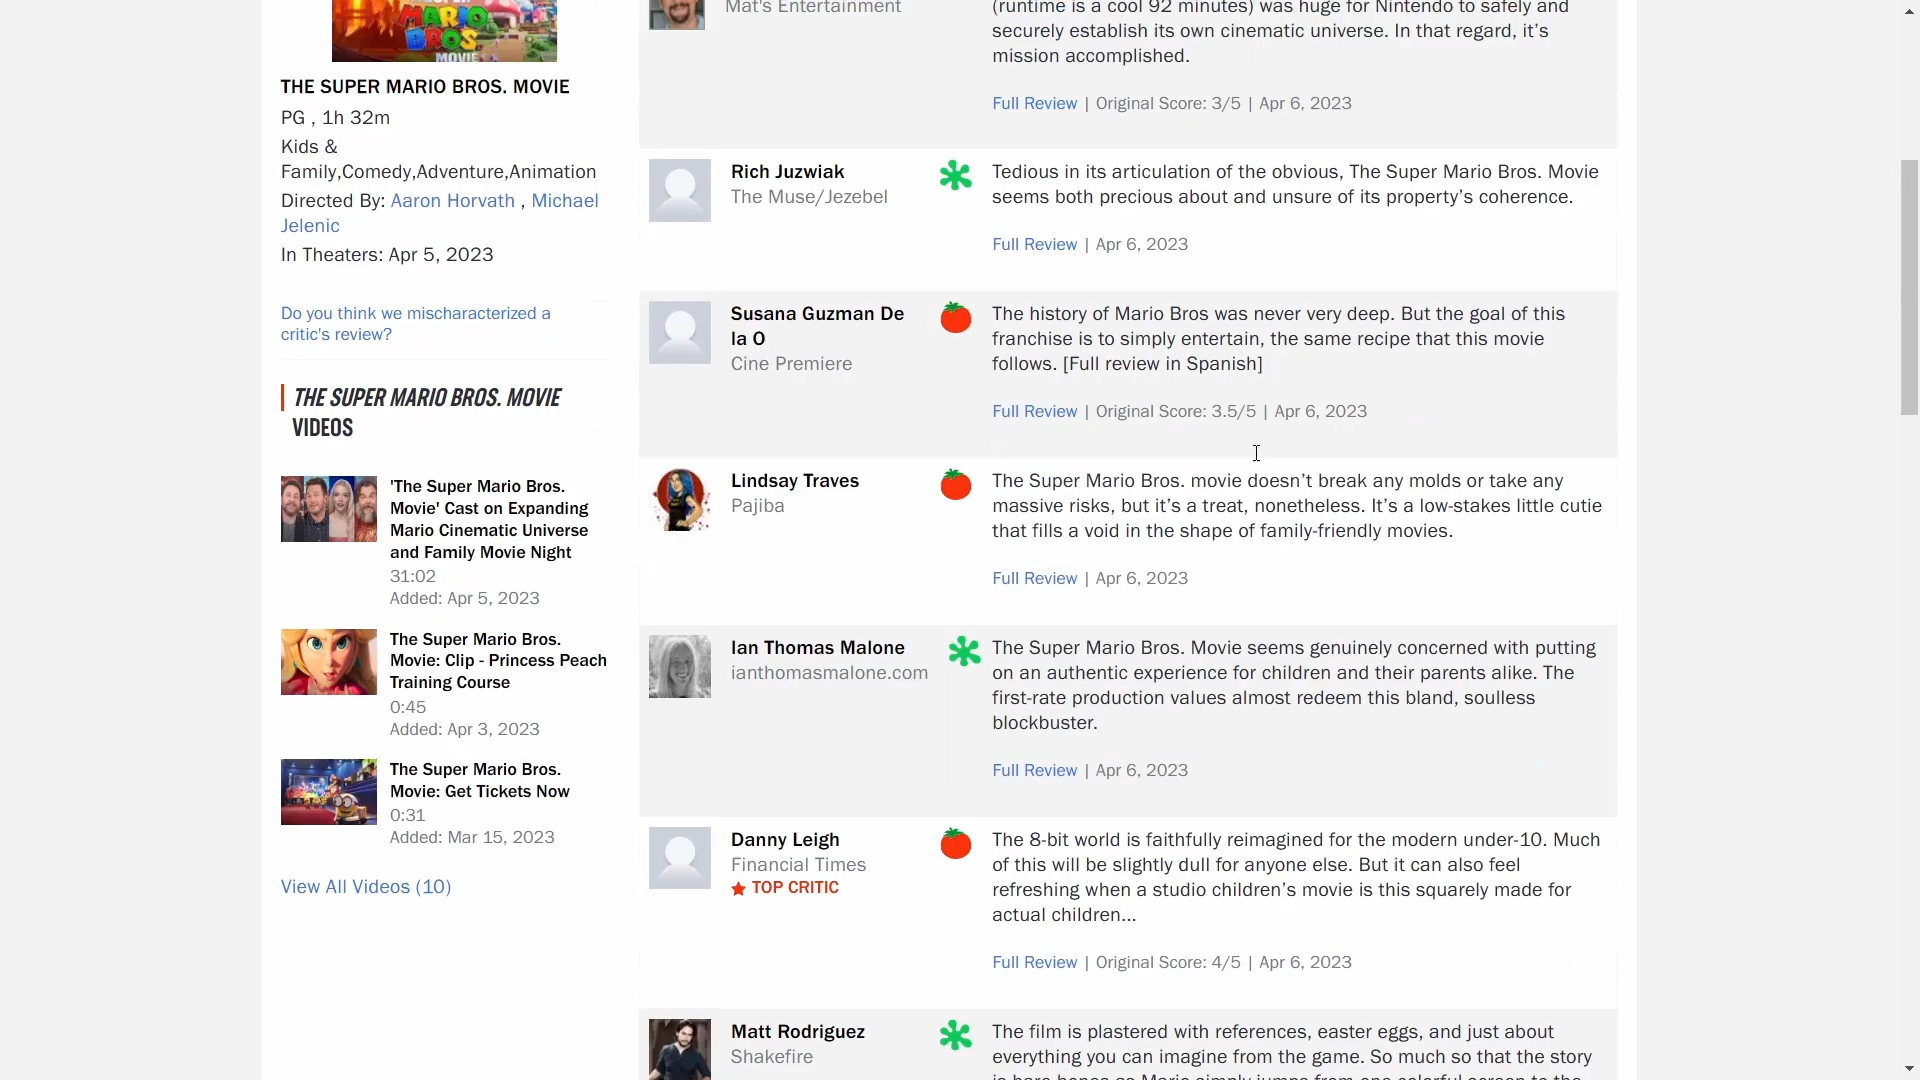 SUPER
MARIO
BROS.
MOVIE
THE SUPER MARIO BROS. MOVIE
PG , 1h 32m
Kids &
Family,Comedy,Adventure,Animation
Directed By: Aaron Horvath , Michael
Jelenic
In Theaters: Apr 5, 2023
Do you think we mischaracterized a
critic's review?
THE SUPER MARIO BROS. MOVIE
VIDEOS
'The Super Mario Bros.
Movie' Cast on Expanding
Mario Cinematic Universe
and Family Movie Night
31:02
Added: Apr 5, 2023
The Super Mario Bros.
Movie: Clip - Princess Peach
Training Course
0:45
Added: Apr 3, 2023
The Super Mario Bros.
Movie: Get Tickets Now
0:31
Added: Mar 15, 2023
View All Videos (10)
Mat's Entertainment
(runtime is a cool 92 minutes) was huge for Nintendo to safely and
securely establish its own cinematic universe. In that regard, it’s
mission accomplished.
Full Review | Original Score: 3/5 | Apr 6, 2023
Rich Juzwiak
The Muse/Jezebel
Tedious in its articulation of the obvious, The Super Mario Bros. Movie
seems both precious about and unsure of its property’s coherence.
Full Review | Apr 6, 2023
Susana Guzman De
la O
Cine Premiere
The history of Mario Bros was never very deep. But the goal of this
franchise is to simply entertain, the same recipe that this movie
follows. [Full review in Spanish]
Full Review | Original Score: 3.5/5 | Apr 6, 2023
Lindsay Traves
Pajiba
The Super Mario Bros. movie doesn’t break any molds or take any
massive risks, but it’s a treat, nonetheless. It’s a low-stakes little cutie
that fills a void in the shape of family-friendly movies.
Full Review | Apr 6, 2023
Ian Thomas Malone
ianthomasmalone.com
The Super Mario Bros. Movie seems genuinely concerned with putting
on an authentic experience for children and their parents alike. The
first-rate production values almost redeem this bland, soulless
blockbuster.
Full Review | Apr 6, 2023
Danny Leigh
Financial Times
TOP CRITIC
The 8-bit world is faithfully reimagined for the modern under-10. Much
of this will be slightly dull for anyone else. But it can also feel
refreshing when a studio children’s movie is this squarely made for
actual children...
Full Review | Original Score: 4/5 | Apr 6, 2023
Matt Rodriguez
Shakefire
The film is plastered with references, easter eggs, and just about
everything you can imagine from the game. So much so that the story
is bare bones as Mario simply jumps from one colorful screen to the